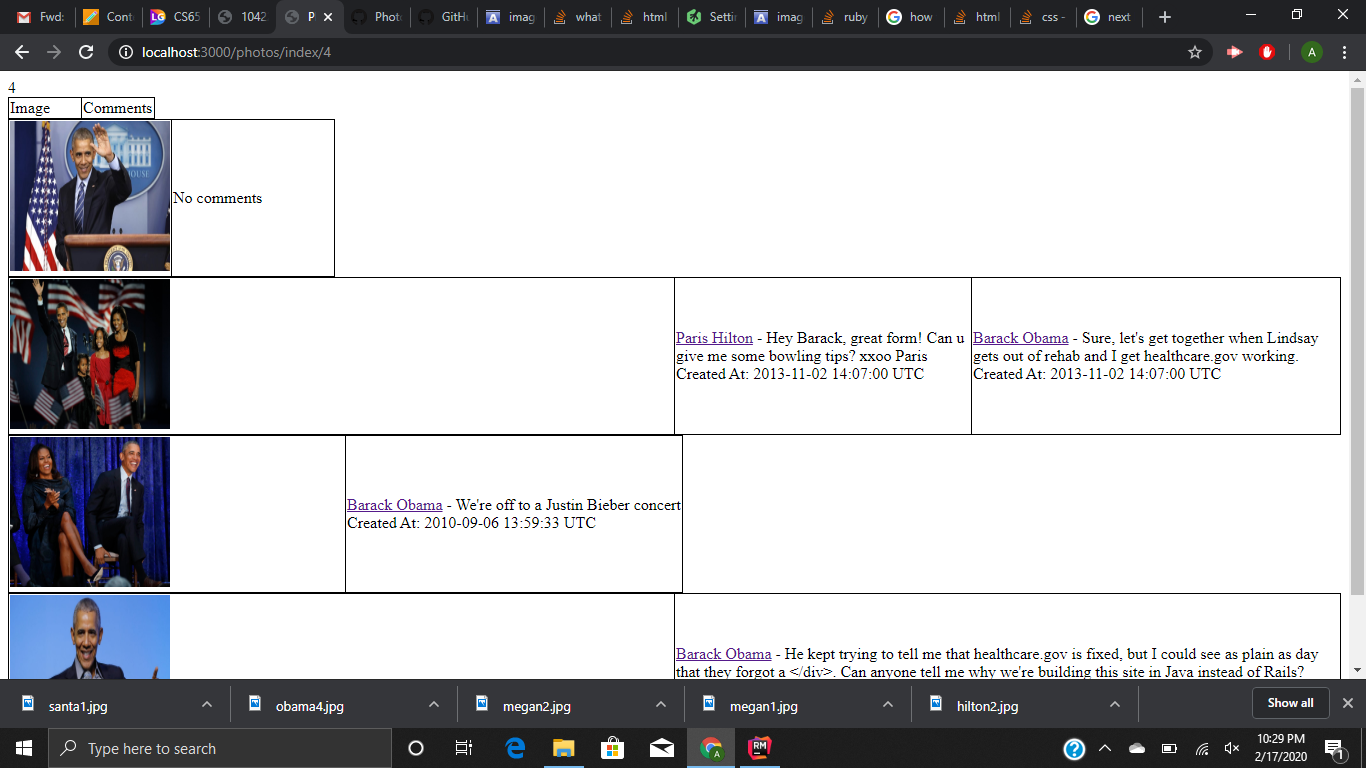 Fwd:
Cont
LG
CS65
1042
P
Phot
GitHu
imag
what
html
Settin
imag
ruby
how
html
css -
next
localhost:3000/photos/index/4
A
4
Image Comments
HOUSE
No comments
Paris Hilton - Hey Barack, great form! Can u
give me some bowling tips? xxoo Paris
Created At: 2013-11-02 14:07:00 UTC
Barack Obama - Sure, let's get together when Lindsay
gets out of rehab and I get healthcare.gov working.
Created At: 2013-11-02 14:07:00 UTC
Barack Obama - We're off to a Justin Bieber concert
Created At: 2010-09-06 13:59:33 UTC
Barack Obama - He kept trying to tell me that healthcare.gov is fixed, but I could see as plain as day
that they forgot a </div>. Can anyone tell me why we're building this site in Java instead of Rails?
santa1.jpg
obama4.jpg
megan2.jpg
megan1.jpg
hilton2.jpg
Show all
Type here to search
A
RM
10:29 PM
2/17/2020
1